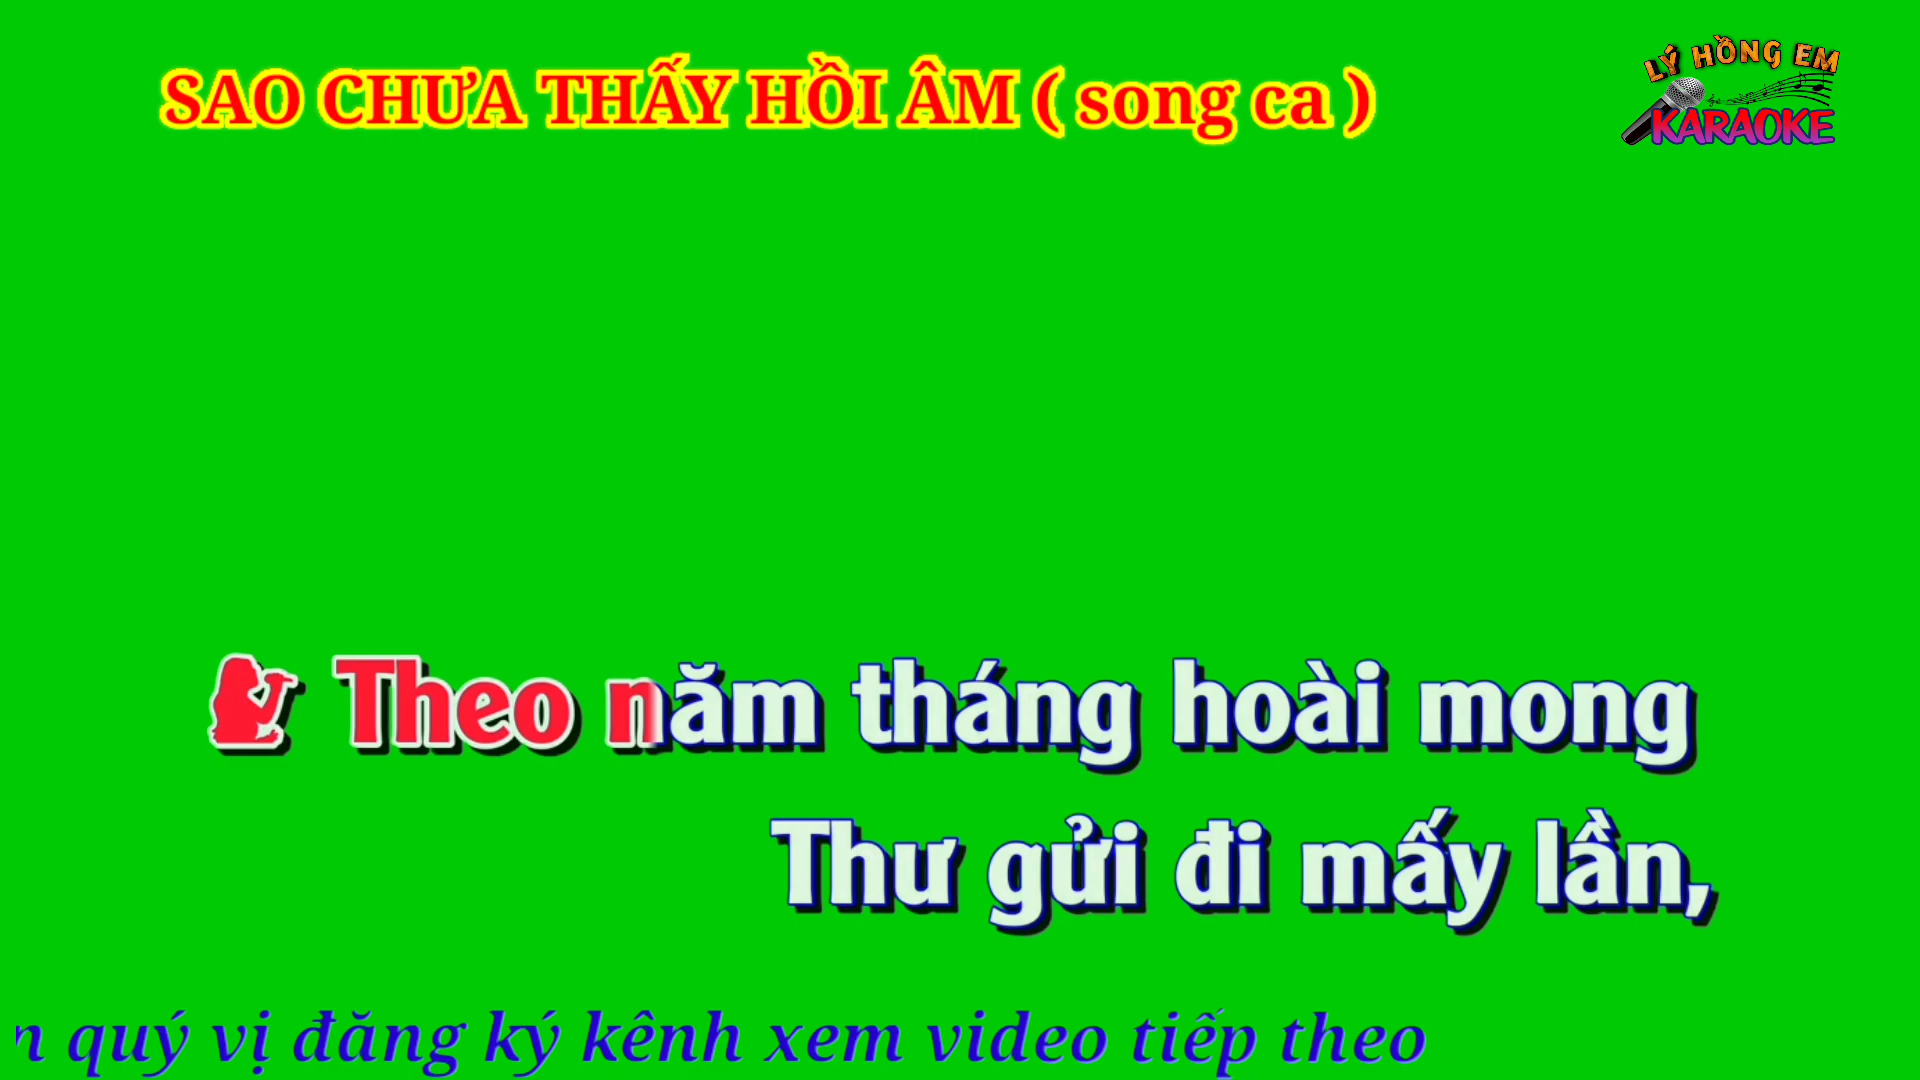 SAO CHƯA THẤY HỒI ÂM ( song ca )
LÝ HỒNG EM
KARAOKE
Theo năm tháng hoài mong
Thư gửi đi mấy lần,
quý vị đăng ký kênh xem video tiếp theo